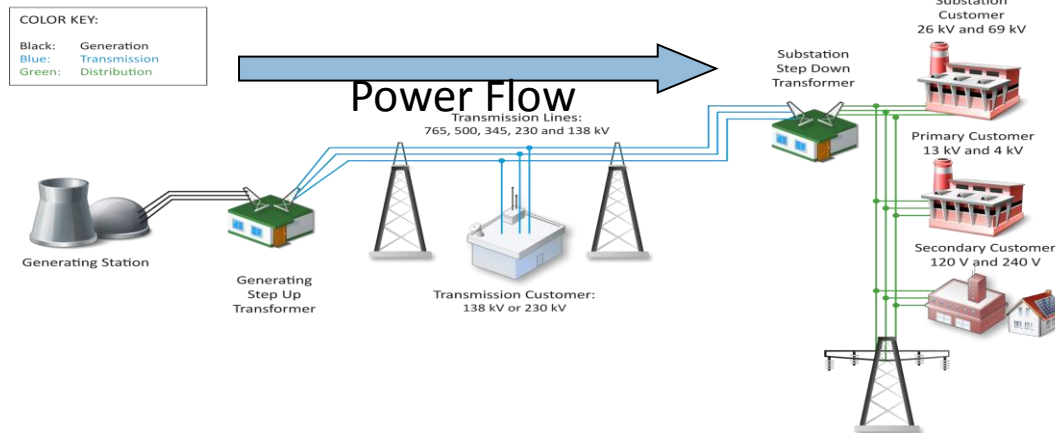 COLOR KEY:
Black: Generation
Blue: Transmission
Green: Distribution
Power Flow
Transmission Lines:
765, 500, 345, 230 and 138 kV
Generating Station
Generating
Step Up
Transformer
Transmission Customer:
138 kV or 230 kV
Substation
Step Down
Transformer
Substation
Customer
26 kV and 69 kV
Primary Customer
13 kV and 4 kV
Secondary Customer
120 V and 240 V